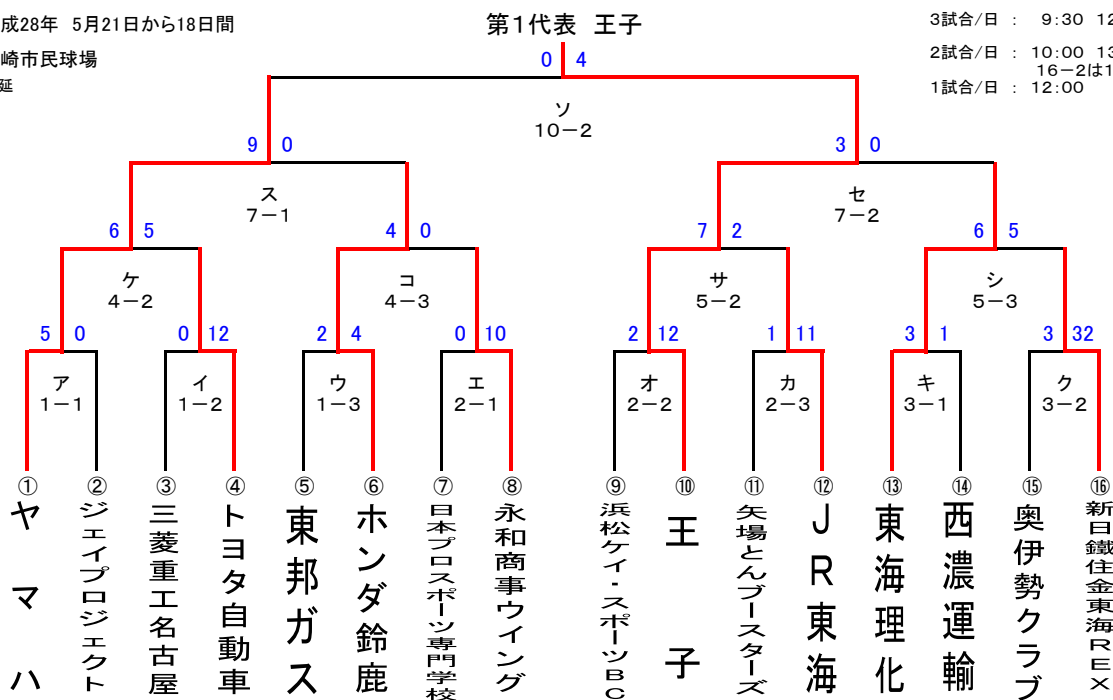 成28年 5月21日から18日間
崎市民球場
延
第1代表 王子
3試合/日 : 9:30 12
2試合/日 : 10:00 13
16－2は1
1試合/日 : 12:00
0 4
ソ
10－2
9 0
ス
7－1
3 0
セ
7－2
6 5
ケ
4－2
4 0
コ
4－3
7 2
サ
5－2
6 5
シ
5－3
5 0
ア
1－1
0 12
イ
1－2
2 4
ウ
1－3
0 10
エ
2－1
2 12
オ
2－2
1 11
カ
2－3
3 1
キ
3－1
3 32
ク
3－2
① ヤマハ
② ジェイプロジェクト
③ 三菱重工名古屋
④ トヨタ自動車
⑤ 東邦ガス
⑥ ホンダ鈴鹿
⑦ 日本プロスポーツ専門学校
⑧ 永和商事ウイング
⑨ 浜松ケイ・スポーツBC
⑩ 王子
⑪ 矢場とんブースターズ
⑫ JR東海
⑬ 東海理化
⑭ 西濃運輸
⑮ 奥伊勢クラブ
⑯ 新日鐵住金東海REX